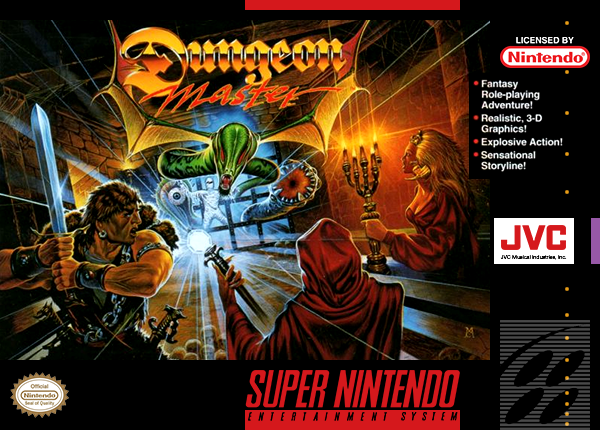 Dungeon
Master
LICENSED BY
Nintendo®
• Fantasy
Role-playing
Adventure!
• Realistic, 3-D
Graphics!
• Explosive Action!
• Sensational
Storyline!
JVC
JVC Musical Industries, Inc.
Official
Nintendo
Seal of Quality
SUPER NINTENDO
ENTERTAINMENT SYSTEM